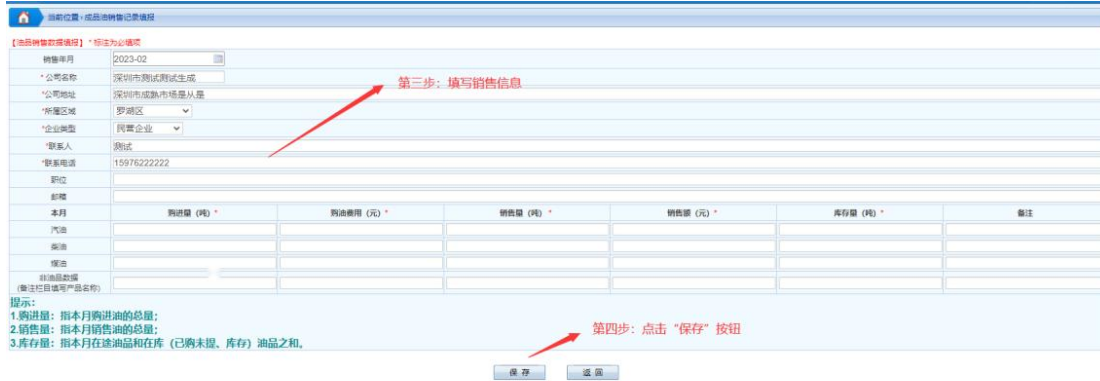 当前位置：成品油销售记录填报
【油品销售数据填报】 *标注为必填项
销售年月 2023-02
*公司名称 深圳市测试测试生成
第三步：填写销售信息
*公司地址 深圳市成熟市场是从是
*所属区域 罗湖区
*企业类型 民营企业
*联系人 测试
*联系电话 15976222222
职位
邮箱
本月 购进量（吨）* 购油费用（元）* 销售量（吨）* 销售额（元）* 库存量（吨）* 备注
汽油
柴油
煤油
非油品数据
(备注栏目填写产品名称)
提示：
1.购进量：指本月购进油的总量；
2.销售量：指本月销售油的总量；
第四步：点击“保存”按钮
3.库存量：指本月在途油品和在库（已购未提、库存）油品之和。
保 存 返 回